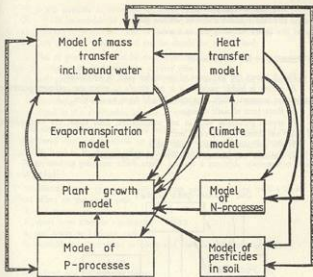 Model of mass
transfer
incl. bound water
Heat
transfer
model
Evapotranspiration
model
Climate
model
Plant growth
model
Model
of
N-processes
Model of
P-processes
Model of
pesticides
in soil